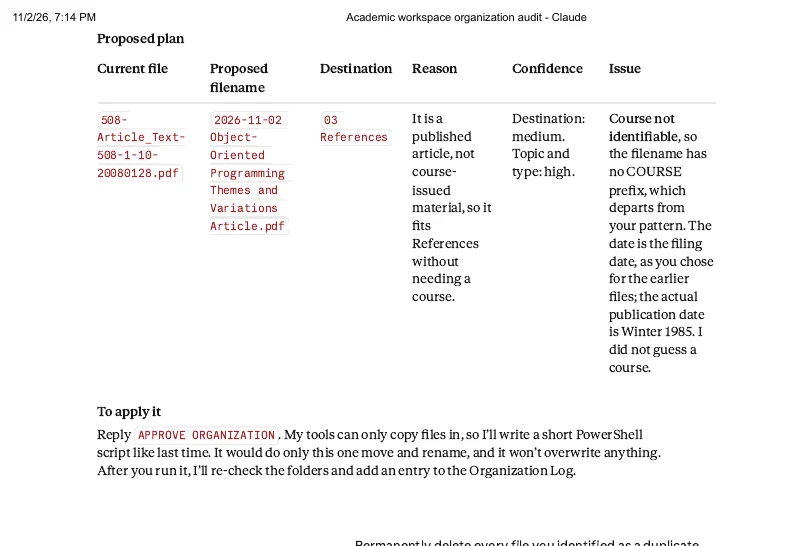 11/2/26, 7:14 PM Academic workspace organization audit - Claude
Proposed plan
Current file Proposed filename Destination Reason Confidence Issue
508-Article_Text-508-1-10-20080128.pdf
2026-11-02 Object-Oriented Programming Themes and Variations Article.pdf
03 References
It is a
published
article, not
course-
issued
material, so it
fits
References
without
needing a
course.
Destination:
medium.
Topic and
type: high.
Course not
identifiable, so
the filename has
no COURSE
prefix, which
departs from
your pattern. The
date is the filing
date, as you chose
for the earlier
files; the actual
publication date
is Winter 1985. I
did not guess a
course.
To apply it
Reply APPROVE ORGANIZATION. My tools can only copy files in, so I'll write a short PowerShell
script like last time. It would do only this one move and rename, and it won't overwrite anything.
After you run it, I'll re-check the folders and add an entry to the Organization Log.
Permanently delete every file you identified as a duplicate